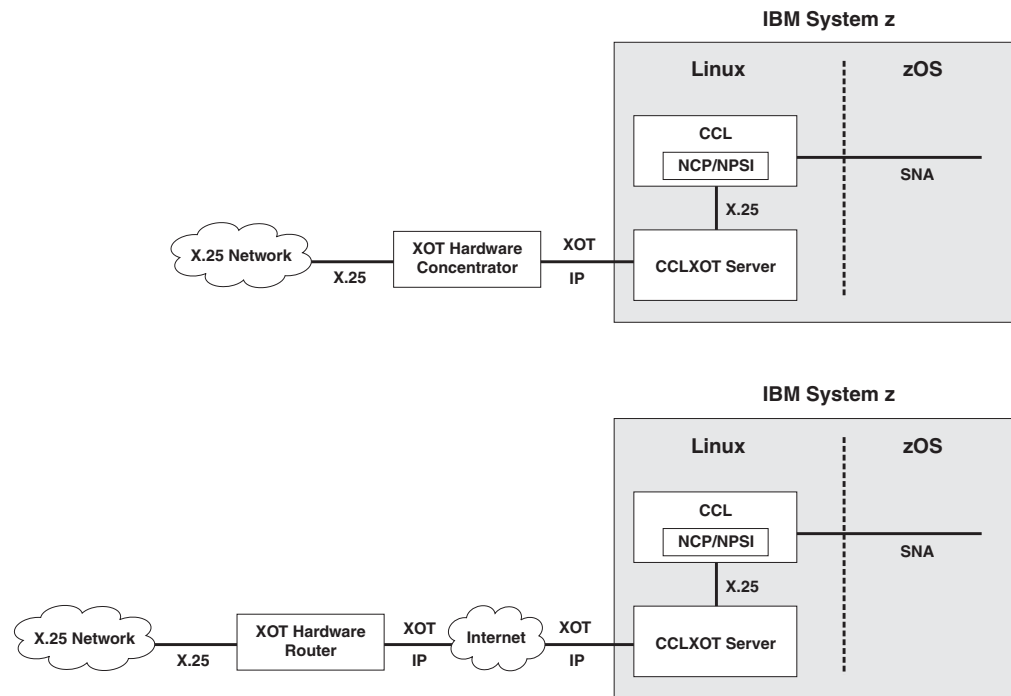 IBM System z
Linux
zOS
CCL
NCP/NPSI
SNA
X.25
X.25 Network
X.25
XOT Hardware
Concentrator
XOT
IP
CCLXOT Server
IBM System z
Linux
zOS
CCL
NCP/NPSI
SNA
X.25
X.25 Network
X.25
XOT Hardware
Router
XOT
IP
Internet
XOT
IP
CCLXOT Server